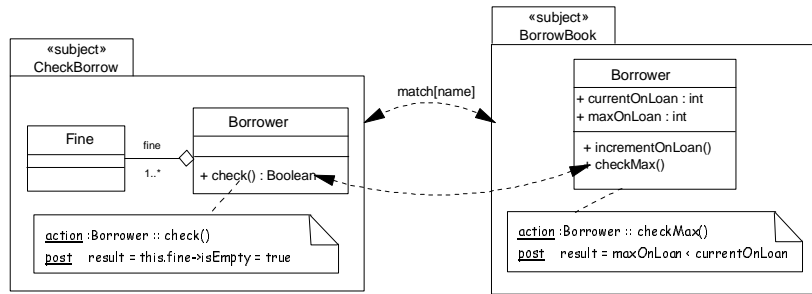 «subject»
CheckBorrow
Fine
fine
1..*
Borrower
+ check() : Boolean
action :Borrower :: check()
post result = this.fine->isEmpty = true
match[name]
«subject»
BorrowBook
Borrower
+ currentOnLoan : int
+ maxOnLoan : int
+ incrementOnLoan()
+ checkMax()
action :Borrower :: checkMax()
post result = maxOnLoan < currentOnLoan